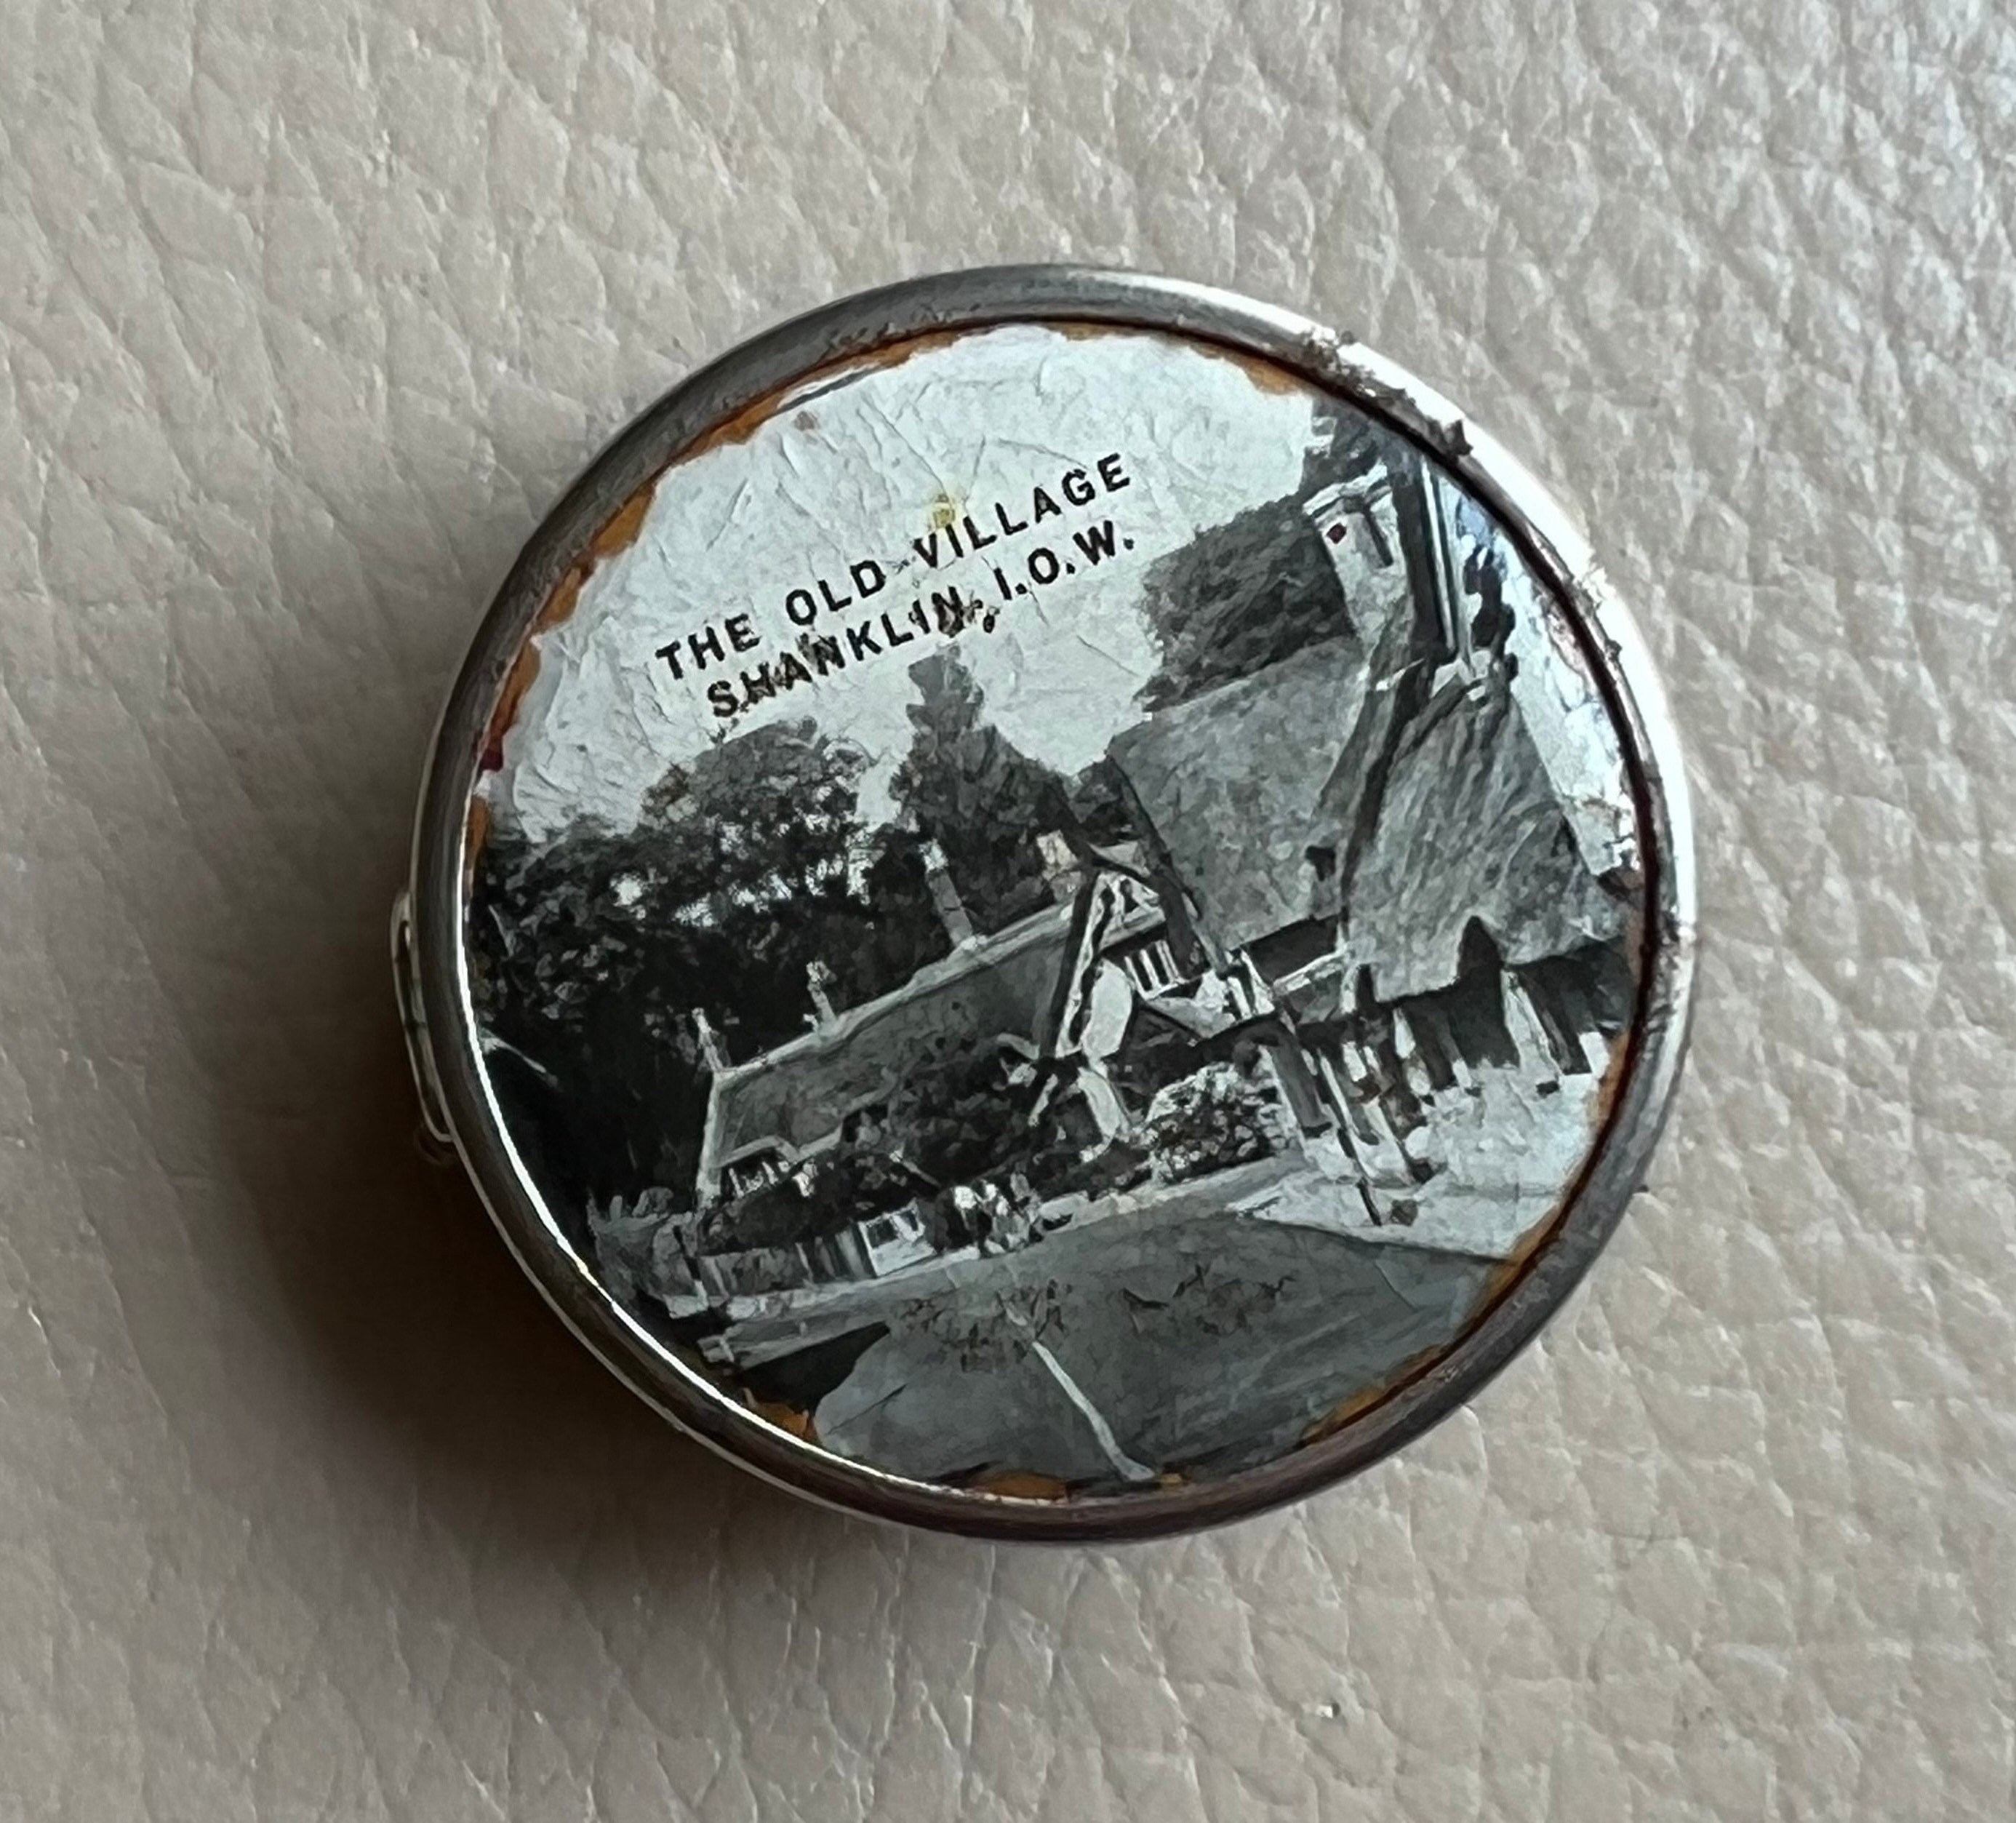 THE OLD VILLAGE
SHANKLIN, I.O.W.